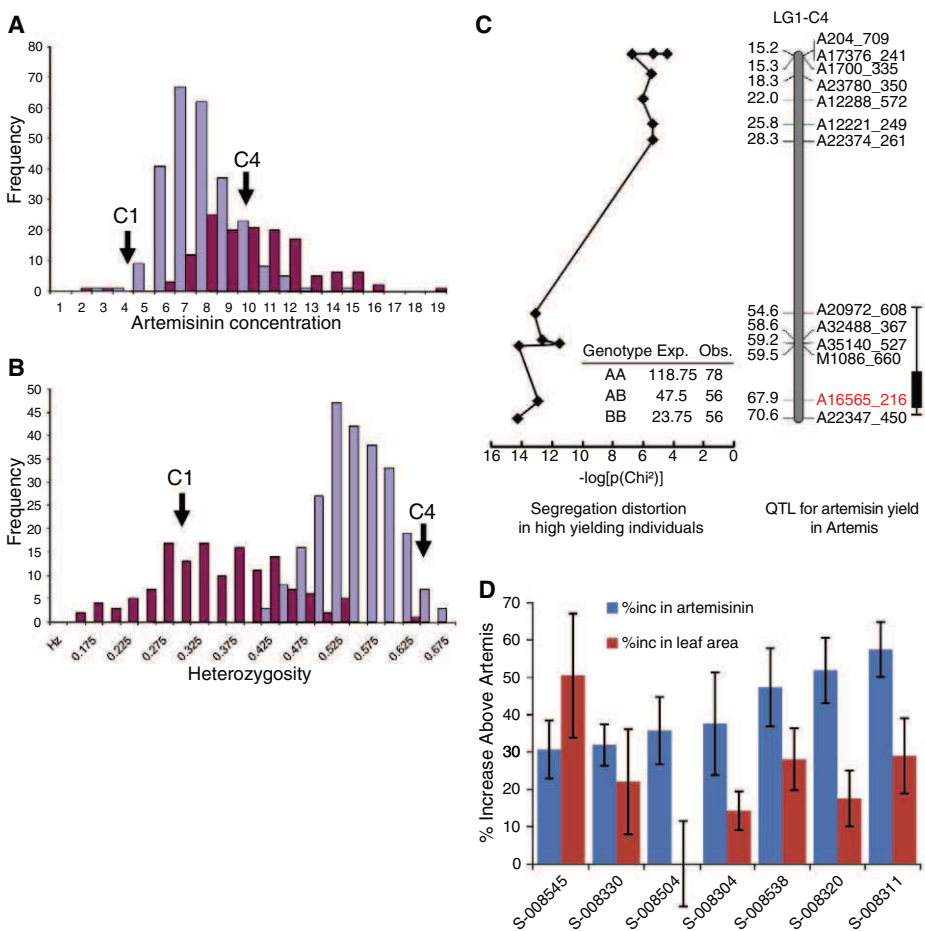 A
Frequency
80
70
60
50
40
30
20
10
0
C1
C4
1 2 3 4 5 6 7 8 9 10 11 12 13 14 15 16 17 18 19
Artemisinin concentration
B
Frequency
50
45
40
35
30
25
20
15
10
5
0
C1
C4
Hz 0.175 0.225 0.275 0.325 0.375 0.425 0.475 0.525 0.575 0.625 0.675
Heterozygosity
C
LG1-C4
15.2
15.3
18.3
22.0
25.8
28.3
54.6
58.6
59.2
59.5
67.9
70.6
A204_709
A17376_241
A1700_335
A23780_350
A12288_572
A12221_249
A22374_261
A20972_608
A32488_367
A35140_527
M1086_660
A16565_216
A22347_450
Genotype Exp. Obs.
AA 118.75 78
AB 47.5 56
BB 23.75 56
16 14 12 10 8 6 4 2 0
-log[p(Chi²)]
Segregation distortion
in high yielding individuals
QTL for artemisin yield
in Artemis
D
% Increase Above Artemis
70
60
50
40
30
20
10
0
%inc in artemisinin
%inc in leaf area
S-008545 S-008330 S-008504 S-008304 S-008538 S-008320 S-008311